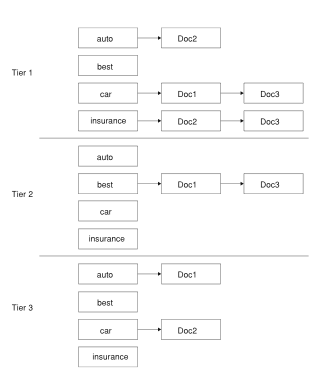 auto Doc2
best
Tier 1
car Doc1 Doc3
insurance Doc2 Doc3
auto
best Doc1 Doc3
Tier 2
car
insurance
auto Doc1
best
Tier 3
car Doc2
insurance